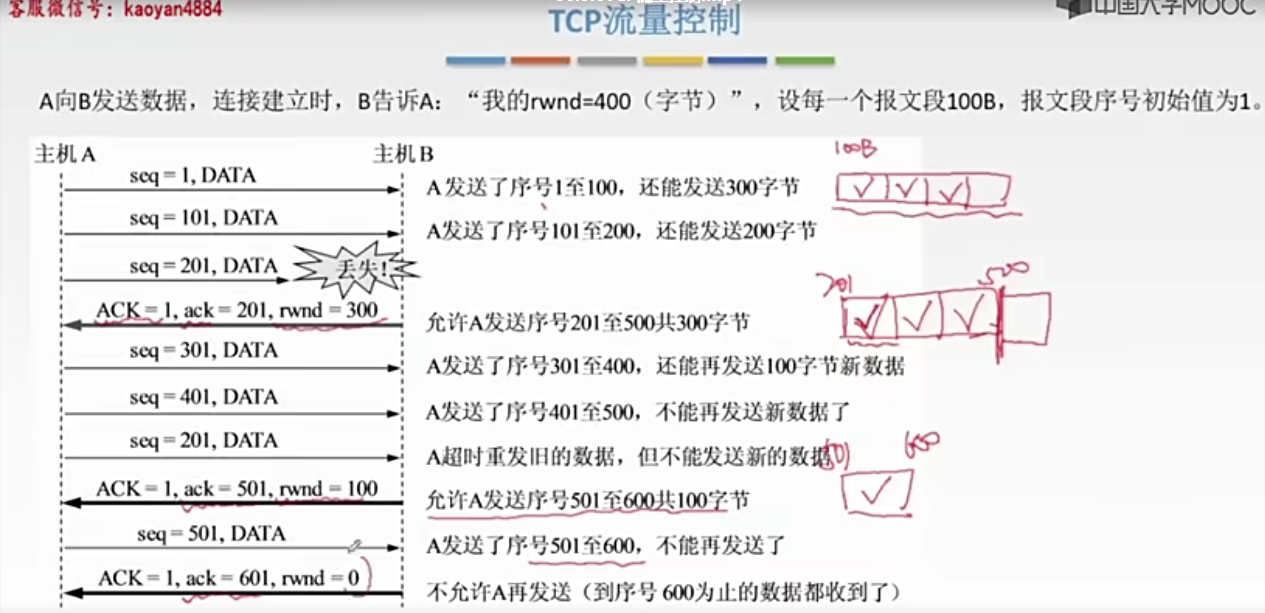 客服微信号：kaoyan4884
TCP流量控制
中国大学MOOC
A向B发送数据，连接建立时，B告诉A：“我的rwnd=400（字节）”，设每一个报文段100B，报文段序号初始值为1。
主机A 主机B
100B
seq = 1, DATA A发送了序号1至100，还能发送300字节
seq = 101, DATA A发送了序号101至200，还能发送200字节
seq = 201, DATA 丢失!
201 500
ACK = 1, ack = 201, rwnd = 300 允许A发送序号201至500共300字节
seq = 301, DATA A发送了序号301至400，还能再发送100字节新数据
seq = 401, DATA A发送了序号401至500，不能再发送新数据了
seq = 201, DATA A超时重发旧的数据，但不能发送新的数据
501 600
ACK = 1, ack = 501, rwnd = 100 允许A发送序号501至600共100字节
seq = 501, DATA A发送了序号501至600，不能再发送了
ACK = 1, ack = 601, rwnd = 0 不允许A再发送（到序号 600为止的数据都收到了）